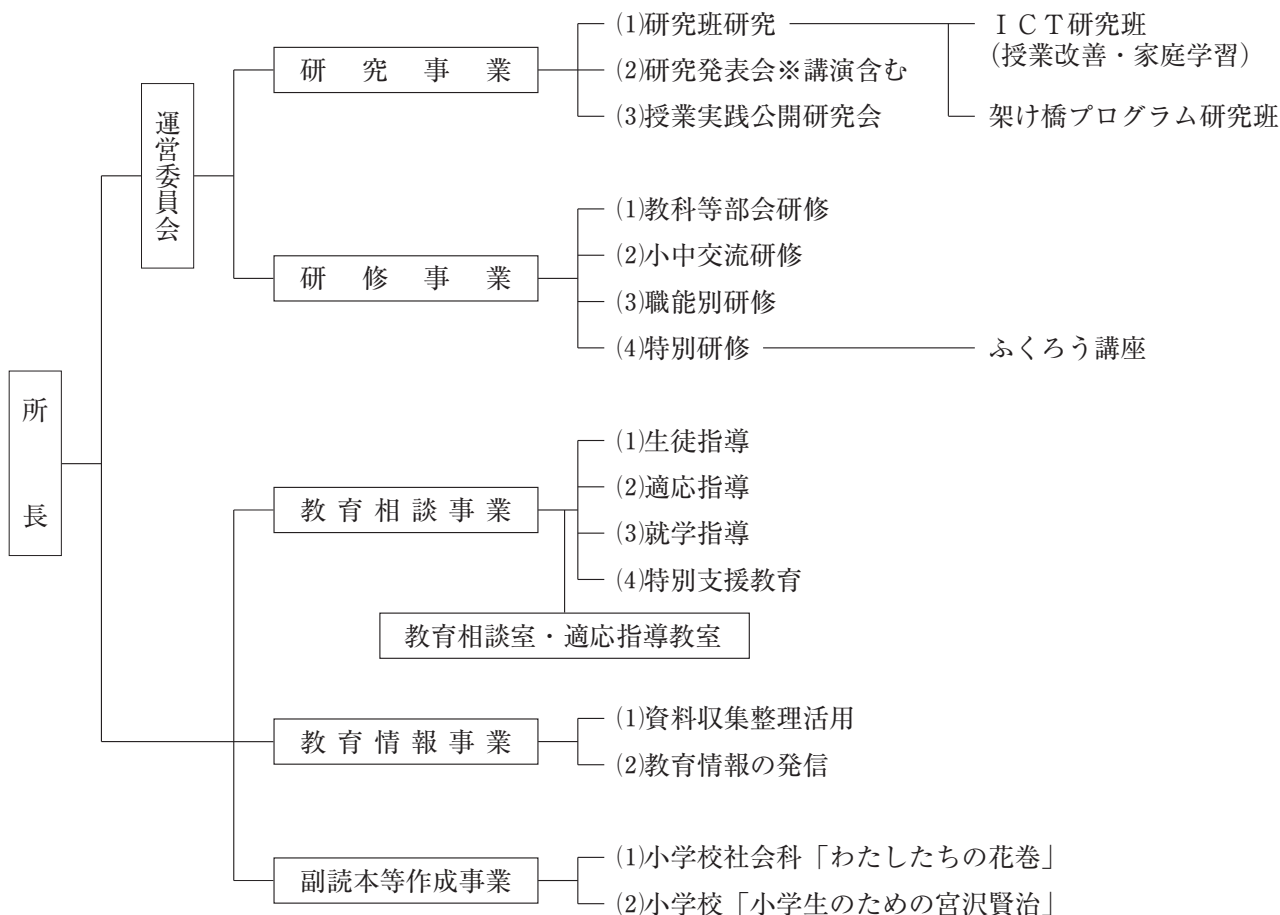 所長
運営委員会
研究事業
(1)研究班研究
ＩＣＴ研究班
(授業改善・家庭学習)
(2)研究発表会※講演含む
(3)授業実践公開研究会
架け橋プログラム研究班
研修事業
(1)教科等部会研修
(2)小中交流研修
(3)職能別研修
(4)特別研修
ふくろう講座
教育相談事業
(1)生徒指導
(2)適応指導
(3)就学指導
(4)特別支援教育
教育相談室・適応指導教室
教育情報事業
(1)資料収集整理活用
(2)教育情報の発信
副読本等作成事業
(1)小学校社会科「わたしたちの花巻」
(2)小学校「小学生のための宮沢賢治」